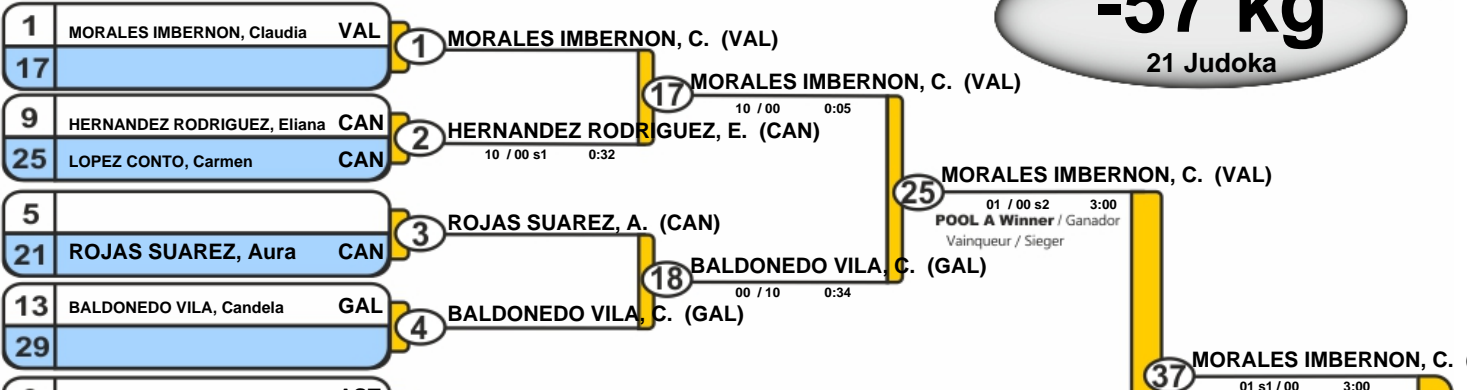 -57 kg
21 Judoka
1 MORALES IMBERNON, Claudia VAL
17
9 HERNANDEZ RODRIGUEZ, Eliana CAN
25 LOPEZ CONTO, Carmen CAN
5
21 ROJAS SUAREZ, Aura CAN
13 BALDONEDO VILA, Candela GAL
29
1 MORALES IMBERNON, C. (VAL)
2 HERNANDEZ RODRIGUEZ, E. (CAN)
10 / 00 s1 0:32
3 ROJAS SUAREZ, A. (CAN)
4 BALDONEDO VILA, C. (GAL)
17 MORALES IMBERNON, C. (VAL)
10 / 00 0:05
18 BALDONEDO VILA, C. (GAL)
00 / 10 0:34
25 MORALES IMBERNON, C. (VAL)
01 / 00 s2 3:00
POOL A Winner / Ganador
Vainqueur / Sieger
37 MORALES IMBERNON, C.
01 s1 / 00 3:00